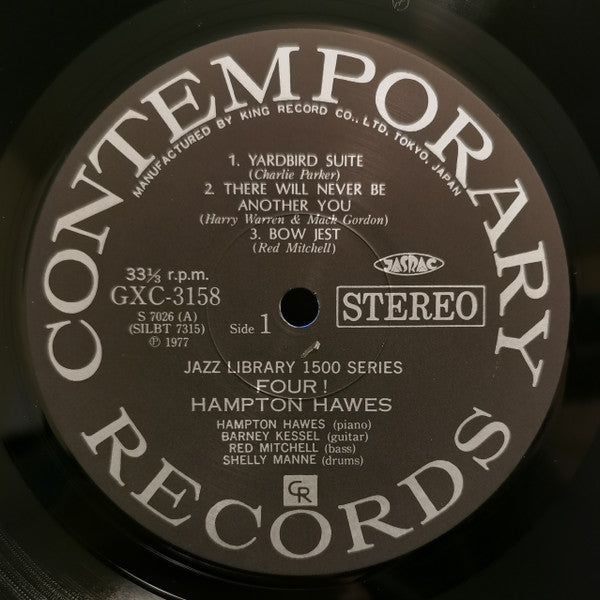 CONTEMPORARY
MANUFACTURED BY KING RECORD CO., LTD. TOKYO, JAPAN
1. YARDBIRD SUITE
(Charlie Parker)
2. THERE WILL NEVER BE
ANOTHER YOU
(Harry Warren & Mack Gordon)
3. BOW JEST
(Red Mitchell)
JASRAC
33⅓ r.p.m.
GXC-3158
STEREO
S 7026 (A)
(SILBT 7315)
Side 1
℗ 1977
JAZZ LIBRARY 1500 SERIES
FOUR!
HAMPTON HAWES
HAMPTON HAWES (piano)
BARNEY KESSEL (guitar)
RED MITCHELL (bass)
SHELLY MANNE (drums)
CR
RECORDS